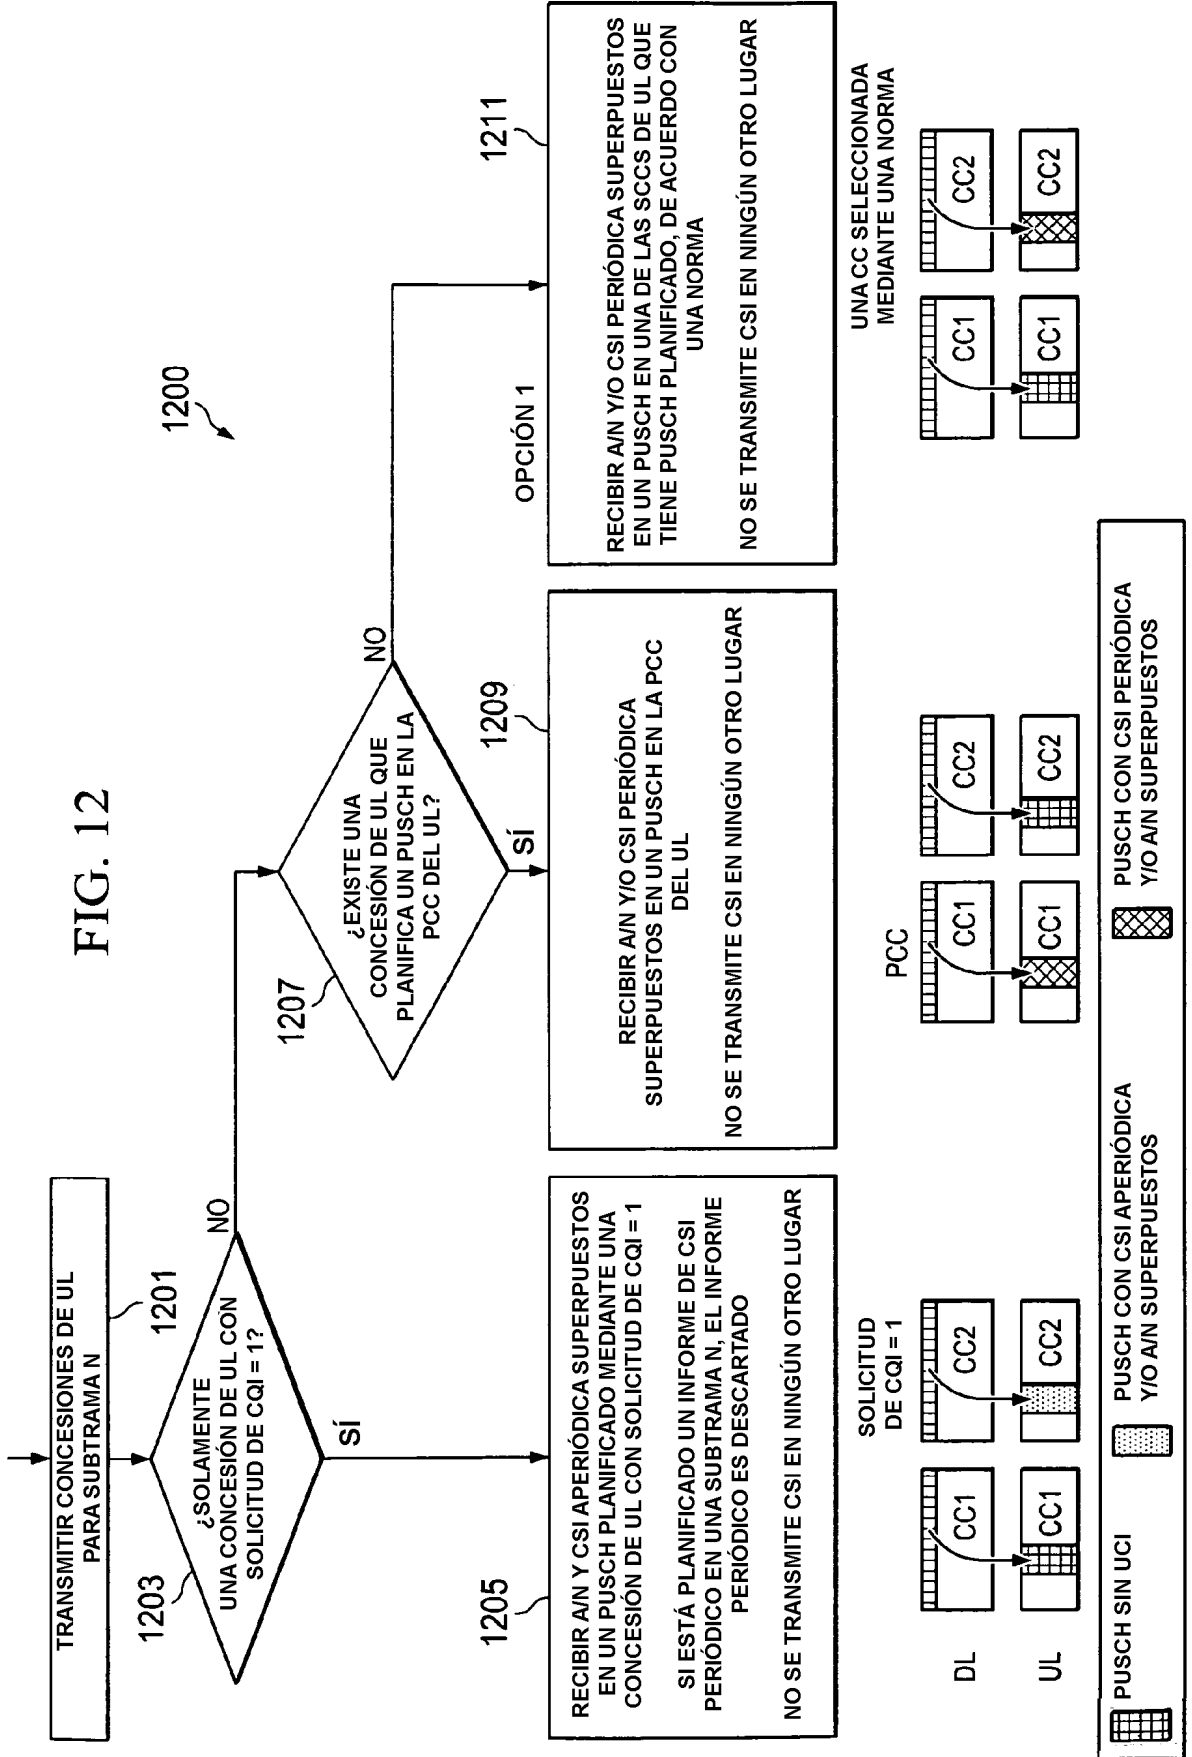 FIG. 12
1200
TRANSMITIR CONCESIONES DE UL
PARA SUBTRAMA N
1201
1203
¿SOLAMENTE
UNA CONCESIÓN DE UL CON
SOLICITUD DE CQI = 1?
NO
SÍ
1207
¿EXISTE UNA
CONCESIÓN DE UL QUE
PLANIFICA UN PUSCH EN LA
PCC DEL UL?
NO
SÍ
1205
RECIBIR A/N Y CSI APERIÓDICA SUPERPUESTOS
EN UN PUSCH PLANIFICADO MEDIANTE UNA
CONCESIÓN DE UL CON SOLICITUD DE CQI = 1
SI ESTÁ PLANIFICADO UN INFORME DE CSI
PERIÓDICO EN UNA SUBTRAMA N, EL INFORME
PERIÓDICO ES DESCARTADO
NO SE TRANSMITE CSI EN NINGÚN OTRO LUGAR
1209
RECIBIR A/N Y/O CSI PERIÓDICA
SUPERPUESTOS EN UN PUSCH EN LA PCC
DEL UL
NO SE TRANSMITE CSI EN NINGÚN OTRO LUGAR
OPCIÓN 1
1211
RECIBIR A/N Y/O CSI PERIÓDICA SUPERPUESTOS
EN UN PUSCH EN UNA DE LAS SCCS DE UL QUE
TIENE PUSCH PLANIFICADO, DE ACUERDO CON
UNA NORMA
NO SE TRANSMITE CSI EN NINGÚN OTRO LUGAR
SOLICITUD
DE CQI = 1
DL
CC1
CC2
UL
CC1
CC2
PCC
CC1
CC2
CC1
CC2
UNA CC SELECCIONADA
MEDIANTE UNA NORMA
CC1
CC2
CC1
CC2
PUSCH SIN UCI
PUSCH CON CSI APERIÓDICA
Y/O A/N SUPERPUESTOS
PUSCH CON CSI PERIÓDICA
Y/O A/N SUPERPUESTOS